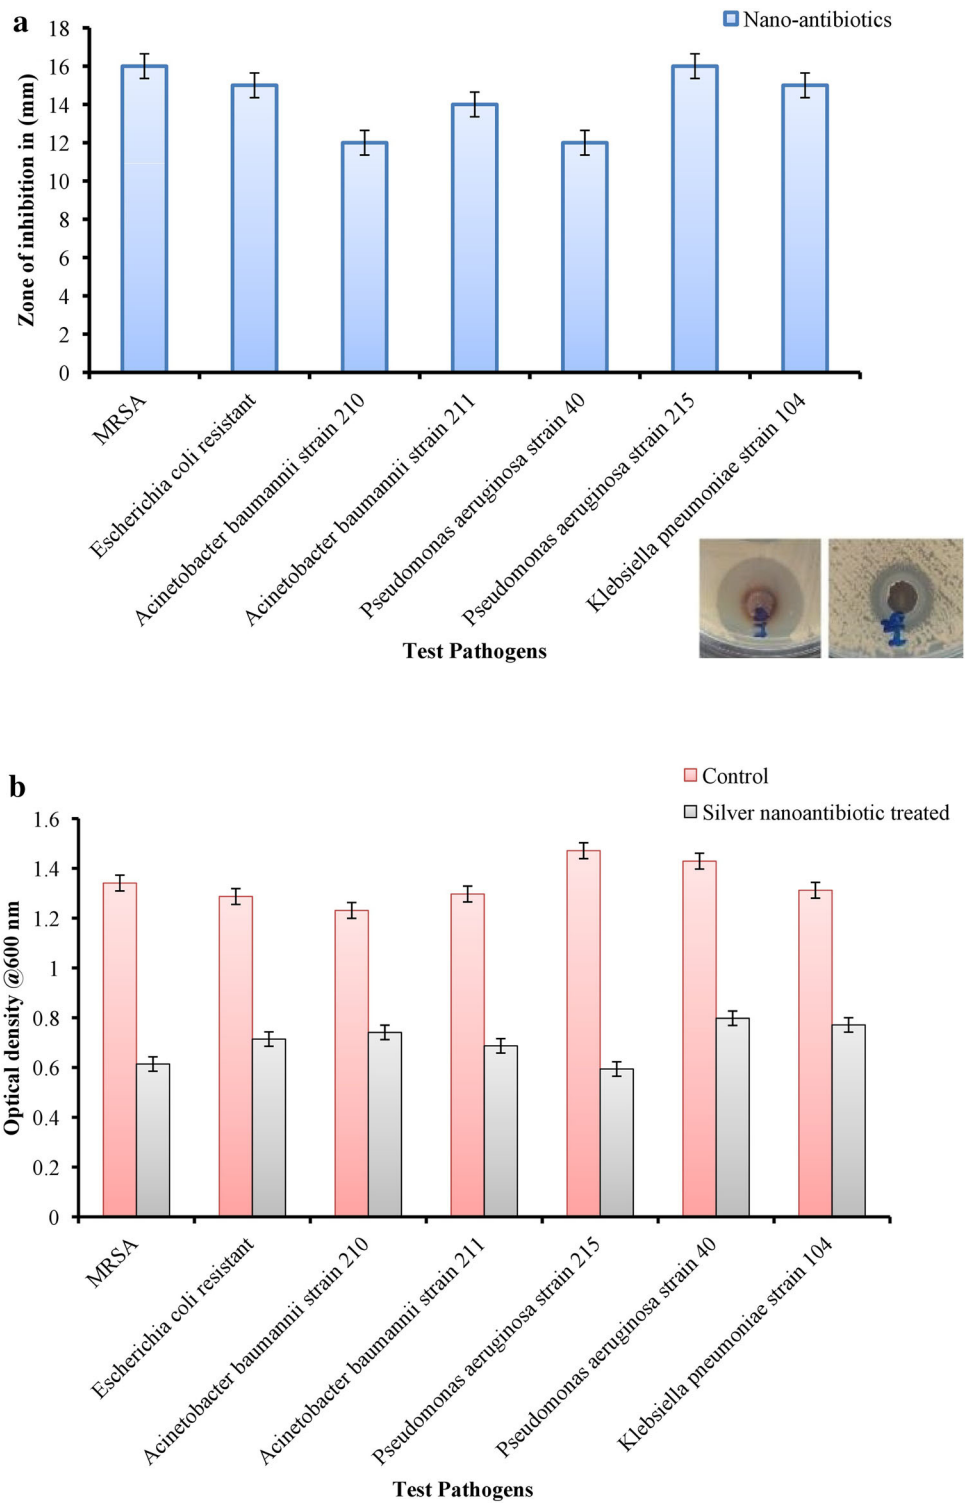 a
Nano-antibiotics
Zone of inhibition in (mm)
18
16
14
12
10
8
6
4
2
0
MRSA
Escherichia coli resistant
Acinetobacter baumannii strain 210
Acinetobacter baumannii strain 211
Pseudomonas aeruginosa strain 40
Pseudomonas aeruginosa strain 215
Klebsiella pneumoniae strain 104
Test Pathogens
b
Control
Silver nanoantibiotic treated
Optical density @600 nm
1.6
1.4
1.2
1
0.8
0.6
0.4
0.2
0
MRSA
Escherichia coli resistant
Acinetobacter baumannii strain 210
Acinetobacter baumannii strain 211
Pseudomonas aeruginosa strain 215
Pseudomonas aeruginosa strain 40
Klebsiella pneumoniae strain 104
Test Pathogens